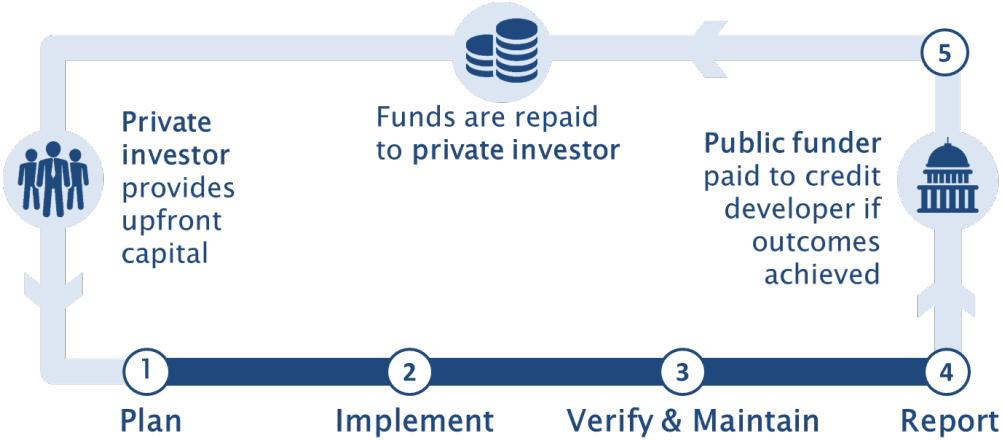 5
Funds are repaid
to private investor
Private
investor
provides
upfront
capital
Public funder
paid to credit
developer if
outcomes
achieved
1
2
3
4
Plan
Implement
Verify & Maintain
Report